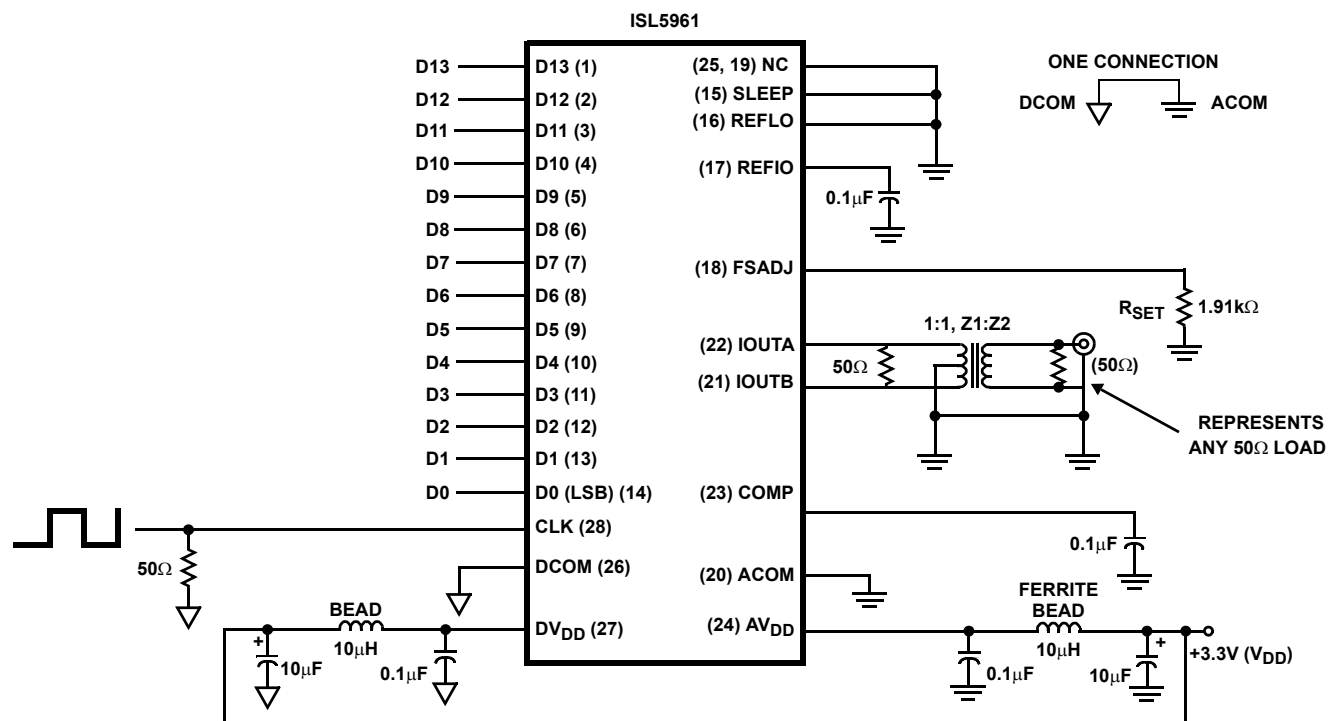 ISL5961
D13 D13 (1) (25, 19) NC
ONE CONNECTION
D12 D12 (2) (15) SLEEP
DCOM ACOM
D11 D11 (3) (16) REFLO
D10 D10 (4) (17) REFIO
0.1μF
D9 D9 (5)
D8 D8 (6)
D7 D7 (7) (18) FSADJ
D6 D6 (8)
RSET 1.91kΩ
D5 D5 (9)
1:1, Z1:Z2
D4 D4 (10) (22) IOUTA
50Ω (50Ω)
D3 D3 (11) (21) IOUTB
D2 D2 (12)
REPRESENTS
ANY 50Ω LOAD
D1 D1 (13)
D0 D0 (LSB) (14) (23) COMP
CLK (28)
0.1μF
50Ω
DCOM (26) (20) ACOM
BEAD
10μH
FERRITE
BEAD
10μH
DVDD (27) (24) AVDD
+ 10μF 0.1μF
0.1μF 10μF +
+3.3V (VDD)